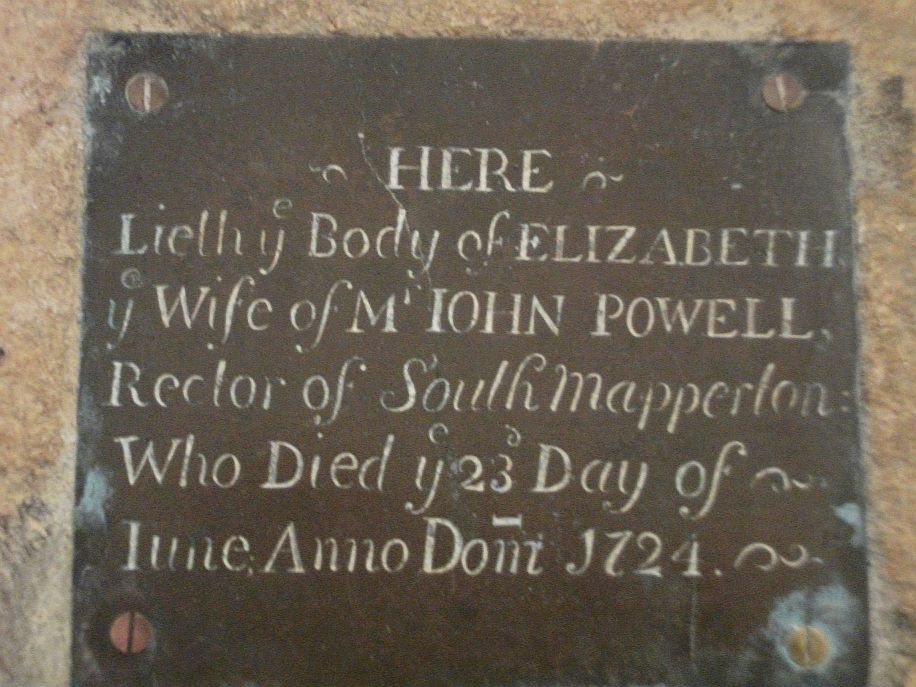 HERE
Lieth yᵉ Body of ELIZABETH
yᵉ Wife of Mʳ IOHN POWELL,
Rector of South mapperton:
Who Died yᵉ 23ᵈ Day of
Iune, Anno Dom̅ 1724.